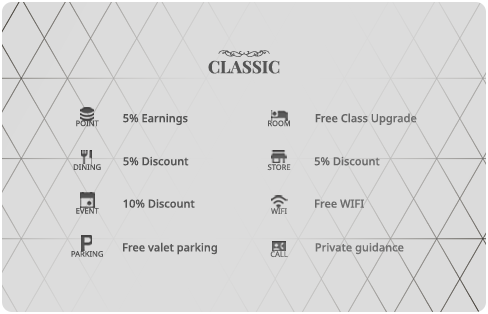 CLASSIC
POINT 5% Earnings
ROOM Free Class Upgrade
DINING 5% Discount
STORE 5% Discount
EVENT 10% Discount
WIFI Free WIFI
PARKING Free valet parking
CALL Private guidance